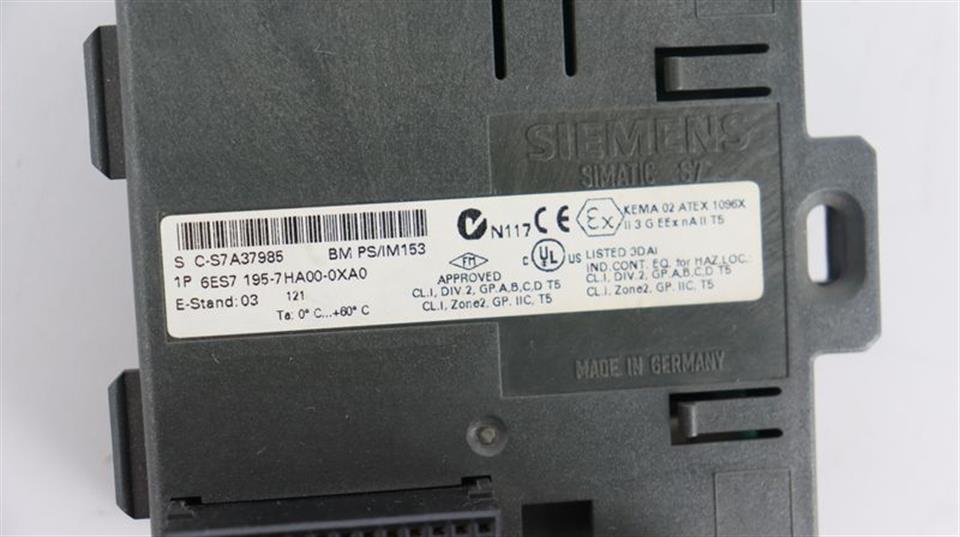 SIEMENS
SIMATIC S7
S C-S7A37985 BM PS/IM153
1P 6ES7 195-7HA00-0XA0
E-Stand: 03 121
Ta: 0° C...+60° C
N117 CE
Ex KEMA 02 ATEX 1096X
II 3 G EEx nA II T5
FM
APPROVED
CL.I, DIV.2, GP.A,B,C,D T5
CL.I, Zone2, GP. IIC, T5
c UL US LISTED 3DAI
IND.CONT. EQ. for HAZ.LOC.:
CL.I, DIV.2, GP.A,B,C,D T5
CL.I, Zone2, GP. IIC, T5
MADE IN GERMANY